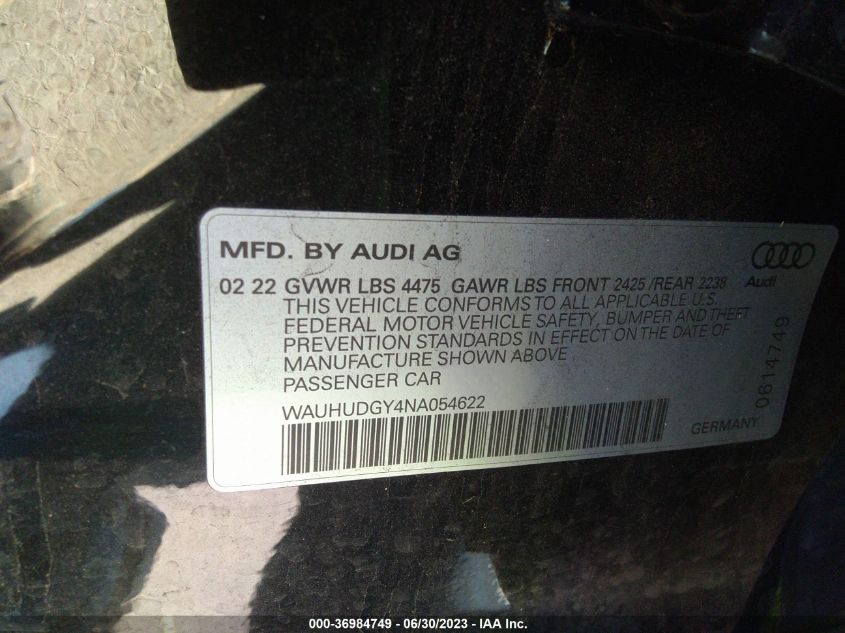 MFD. BY AUDI AG
02 22 GVWR LBS 4475 GAWR LBS FRONT 2425 /REAR 2238
Audi
THIS VEHICLE CONFORMS TO ALL APPLICABLE U.S.
FEDERAL MOTOR VEHICLE SAFETY, BUMPER AND THEFT
PREVENTION STANDARDS IN EFFECT ON THE DATE OF
MANUFACTURE SHOWN ABOVE
PASSENGER CAR
WAUHUDGY4NA054622
GERMANY
0614749
000-36984749 - 06/30/2023 - IAA Inc.